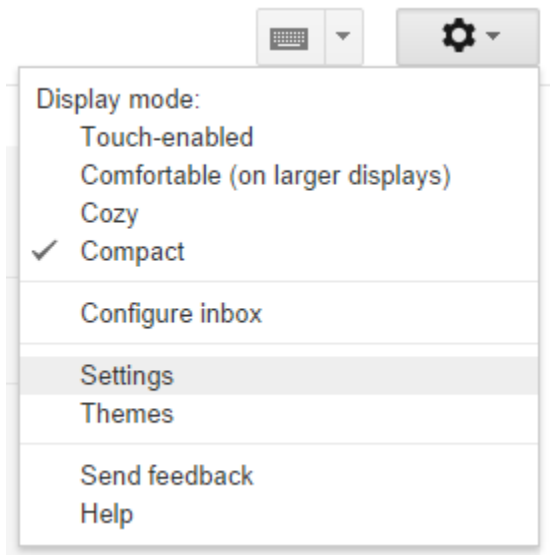 Display mode:
Touch-enabled
Comfortable (on larger displays)
Cozy
Compact
Configure inbox
Settings
Themes
Send feedback
Help